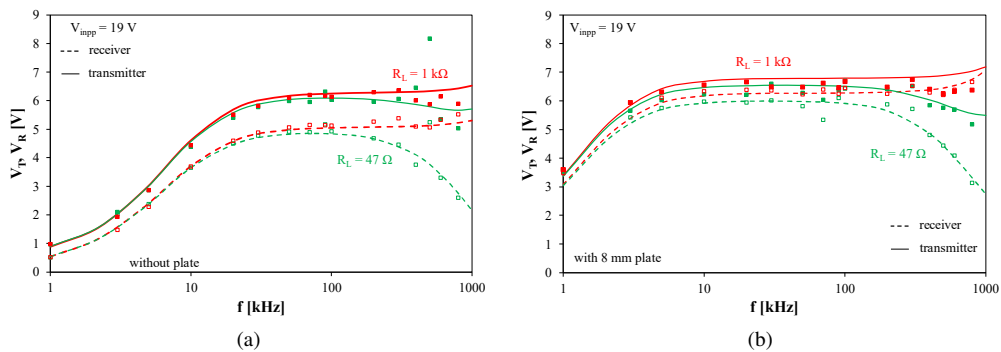 (a)
V_inpp = 19 V
receiver
transmitter
R_L = 1 kΩ
R_L = 47 Ω
without plate
V_T, V_R [V]
9
8
7
6
5
4
3
2
1
0
1 10 100 1000
f [kHz]
(a)
(b)
V_inpp = 19 V
R_L = 1 kΩ
R_L = 47 Ω
receiver
transmitter
with 8 mm plate
V_T, V_R [V]
9
8
7
6
5
4
3
2
1
0
1 10 100 1000
f [kHz]
(b)